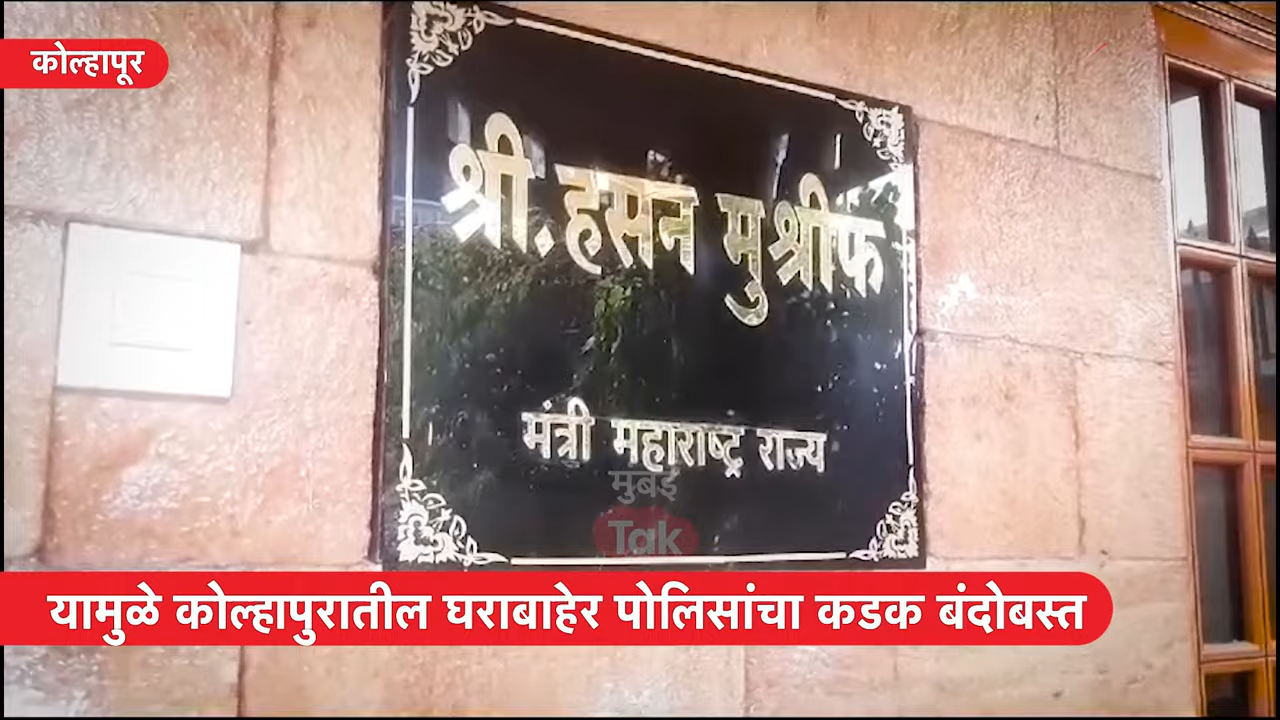 कोल्हापूर
श्री. हसन मुश्रीफ
मंत्री महाराष्ट्र राज्य
मुंबई
Tak
यामुळे कोल्हापुरातील घराबाहेर पोलिसांचा कडक बंदोबस्त